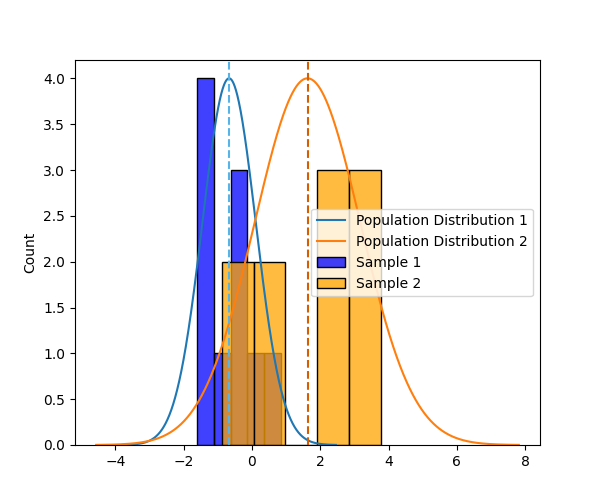 4.0
3.5
3.0
2.5
2.0
1.5
1.0
0.5
0.0
Count
Population Distribution 1
Population Distribution 2
Sample 1
Sample 2
−4 −2 0 2 4 6 8